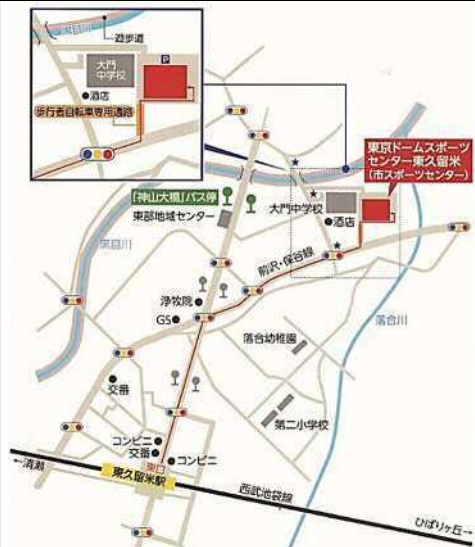 黒目川
遊歩道
P
大門
中学校
酒店
歩行者自転車専用通路
東京ドームスポーツ
センター東久留米
(市スポーツセンター)
「神山大橋」バス停
大門中学校
東部地域センター
酒店
黒目川
前沢・保谷線
浄牧院
GS
落合川
落合幼稚園
交番
第二小学校
コンビニ
交番
東口
コンビニ
←清瀬
東久留米駅
西武池袋線
ひばりヶ丘→